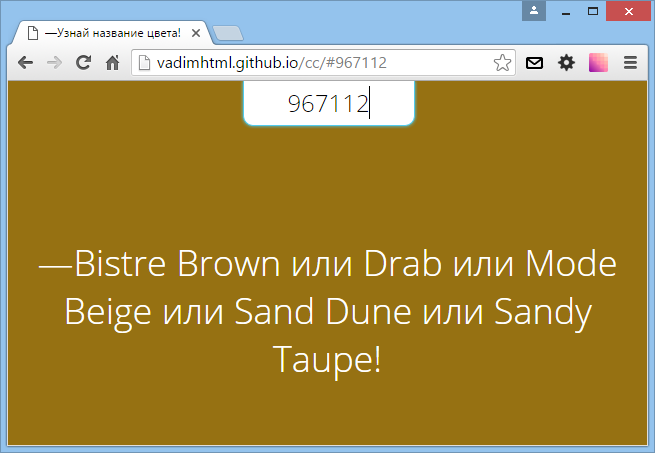 —Узнай название цвета!
vadimhtml.github.io/cc/#967112
967112
—Bistre Brown или Drab или Mode
Beige или Sand Dune или Sandy
Taupe!